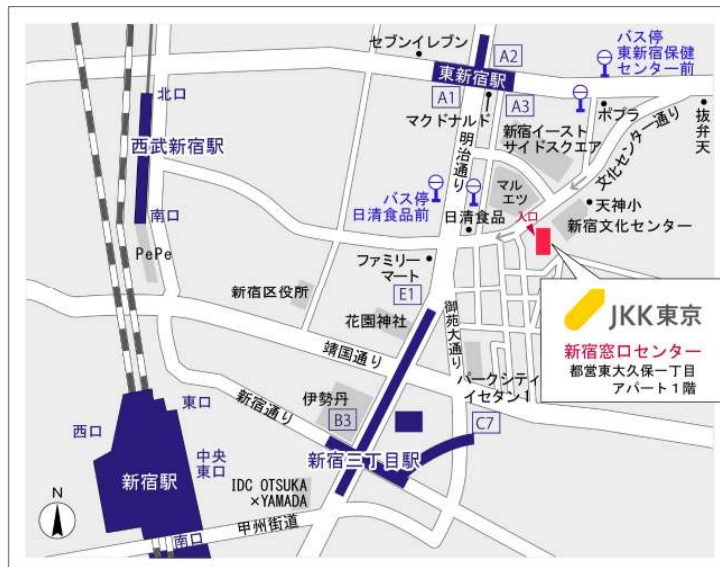 セブンイレブン
A2
バス停
東新宿保健
センター前
東新宿駅
A1
A3
マクドナルド
ポプラ
抜弁天
北口
西武新宿駅
新宿イースト
サイドスクエア
明治通り
文化センター通り
マル
エツ
天神小
バス停
日清食品前
日清食品
入口
新宿文化センター
南口
PePe
ファミリー
マート
新宿区役所
E1
花園神社
御苑大通り
靖国通り
JKK東京
新宿窓口センター
都営東大久保一丁目
アパート1階
パークシティ
イセタン1
新宿通り
伊勢丹
B3
C7
東口
西口
中央
東口
新宿駅
新宿三丁目駅
IDC OTSUKA
×YAMADA
N
甲州街道
南口